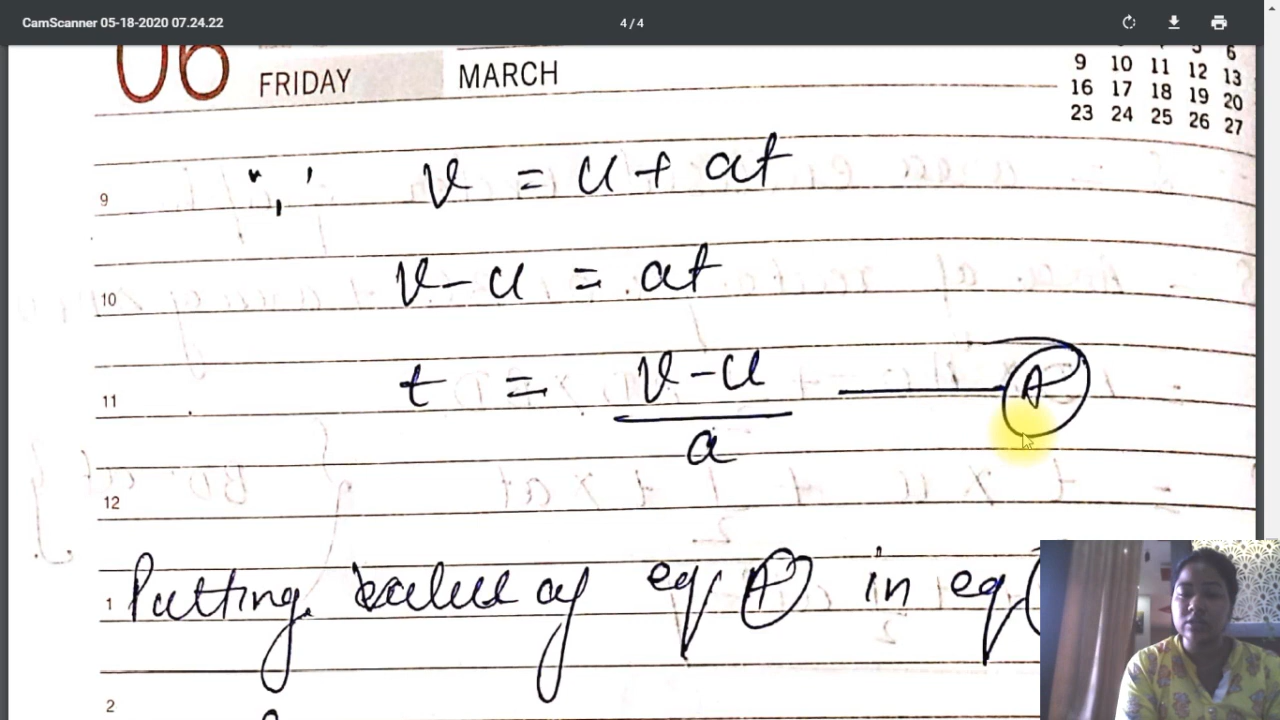 CamScanner 05-18-2020 07.24.22
4 / 4
06 FRIDAY MARCH
6
9 10 11 12 13
16 17 18 19 20
23 24 25 26 27
9 ∵ v = u + at
10 v - u = at
11 t = v - u / a A
12
1 Putting value of eq A in eq
2